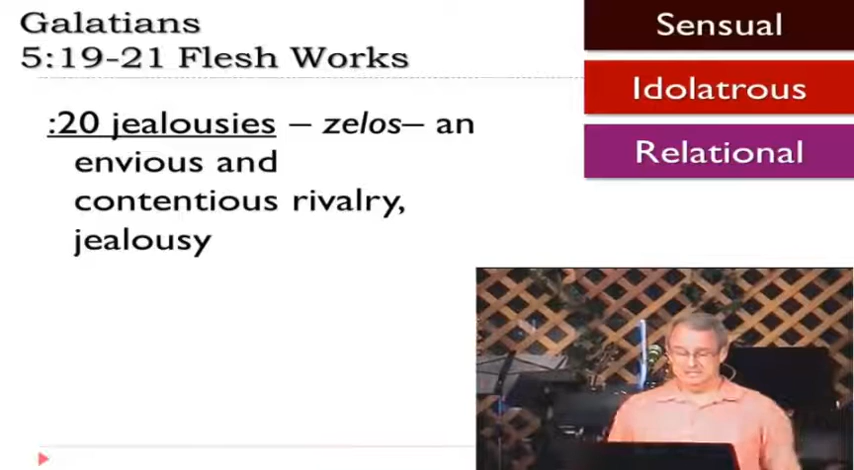 Galatians
5:19-21 Flesh Works
Sensual
Idolatrous
Relational
:20 jealousies – zelos– an
envious and
contentious rivalry,
jealousy